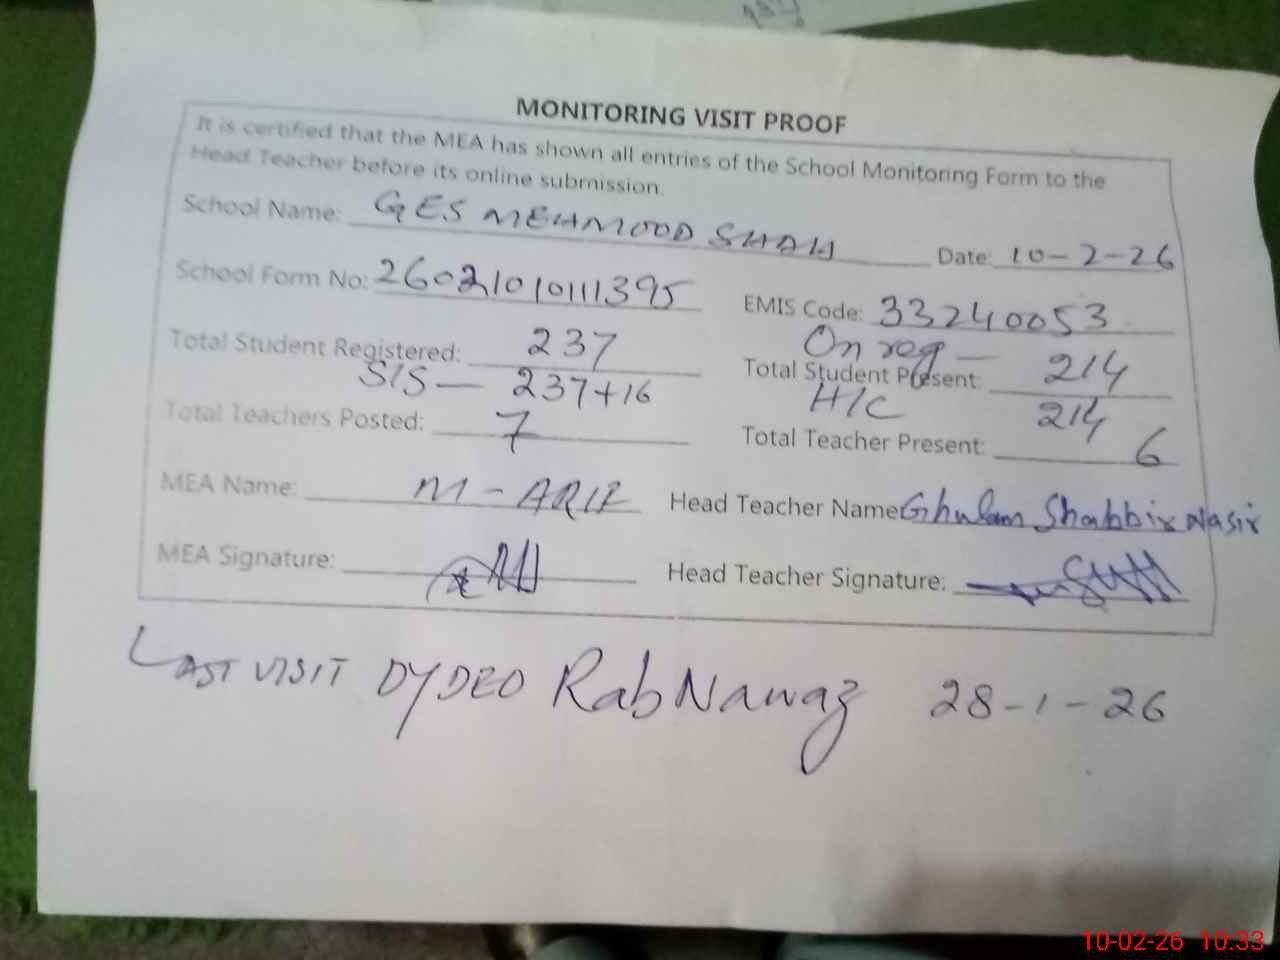 MONITORING VISIT PROOF
It is certified that the MEA has shown all entries of the School Monitoring Form to the
Head Teacher before its online submission.
School Name: GES MEHMOOD SHAH Date: 10-2-26
School Form No: 26021010111395 EMIS Code: 33240053
Total Student Registered: 237 On reg - 214
Total Student Present:
SIS - 237+16 H/C 214
Total Teachers Posted: 7 Total Teacher Present: 6
MEA Name: M-ARIF Head Teacher Name: Ghulam Shabbir Nasir
MEA Signature: Head Teacher Signature:
LAST VISIT DYDEO Rab Nawaz 28-1-26
10-02-26 10:33